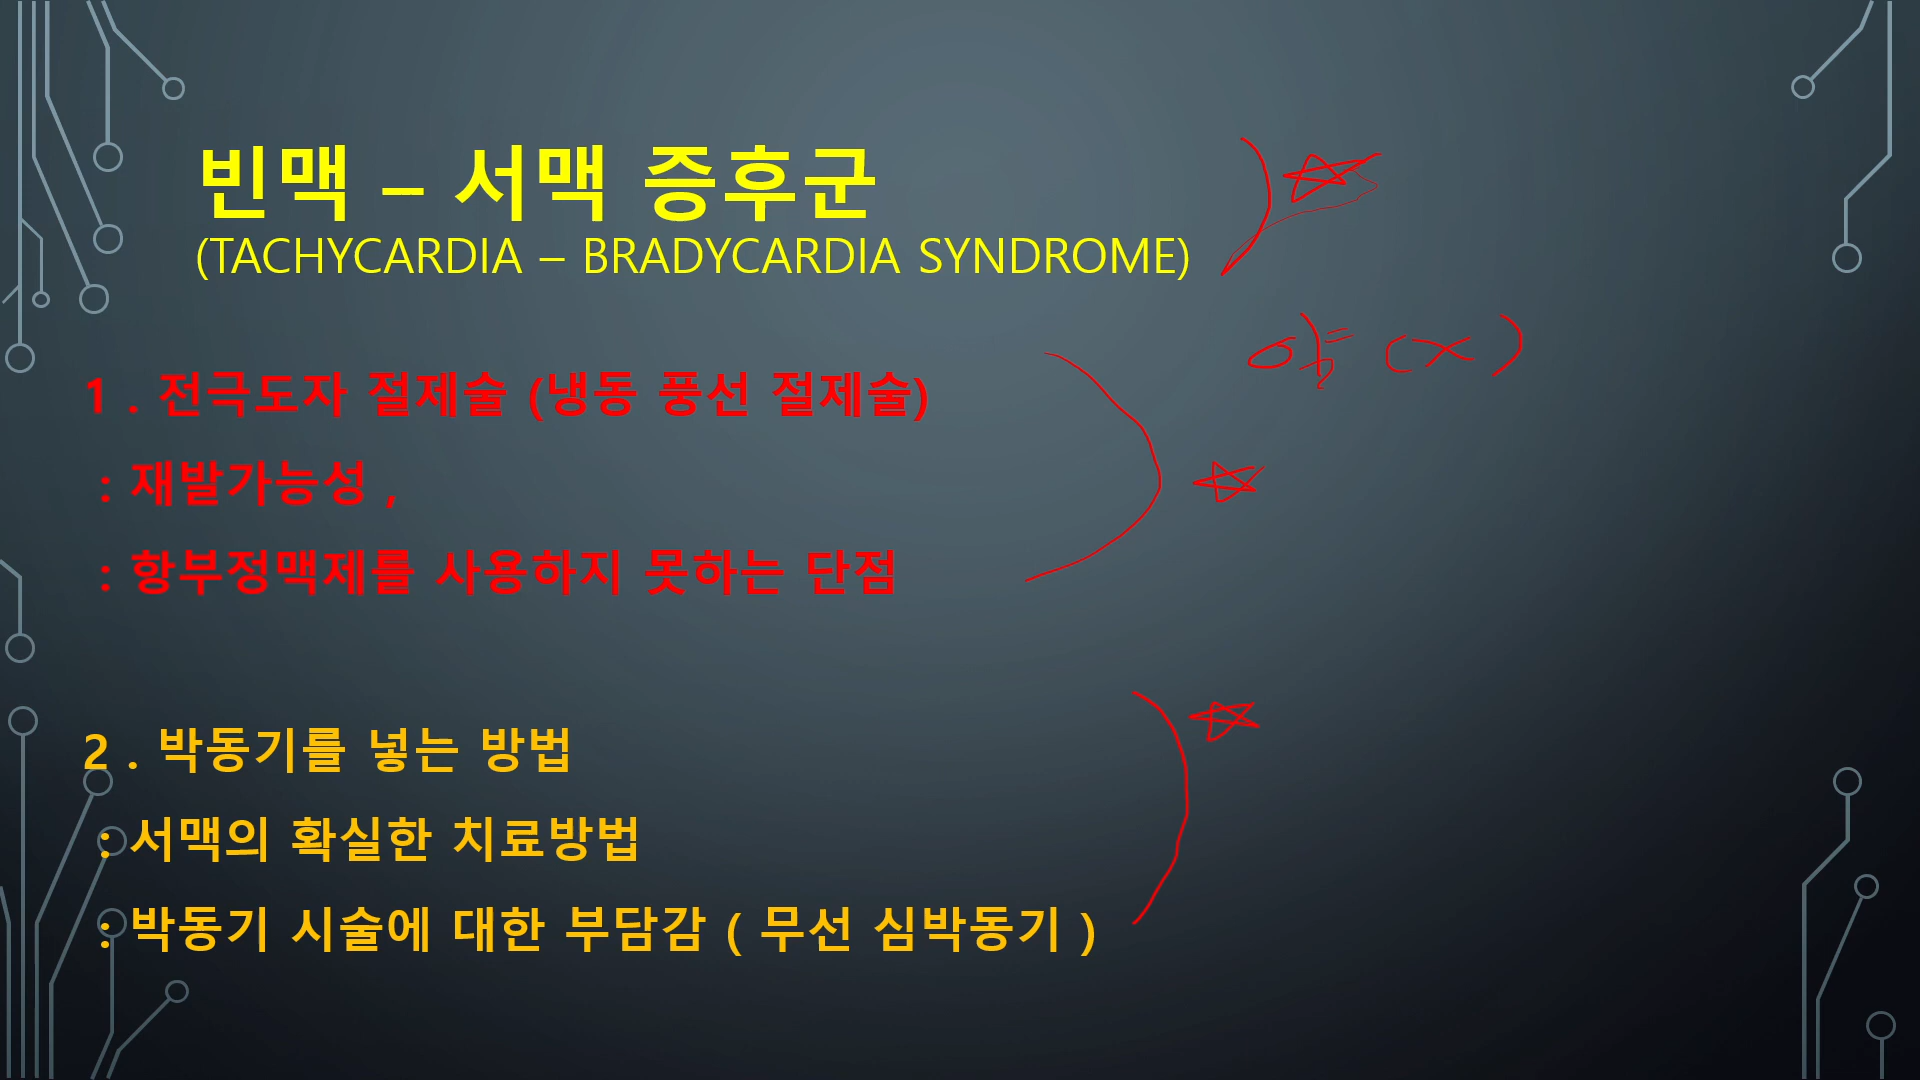 빈맥 – 서맥 증후군
(TACHYCARDIA – BRADYCARDIA SYNDROME)
약 (X)
1 . 전극도자 절제술 (냉동 풍선 절제술)
: 재발가능성 ,
: 항부정맥제를 사용하지 못하는 단점
2 . 박동기를 넣는 방법
: 서맥의 확실한 치료방법
: 박동기 시술에 대한 부담감 ( 무선 심박동기 )